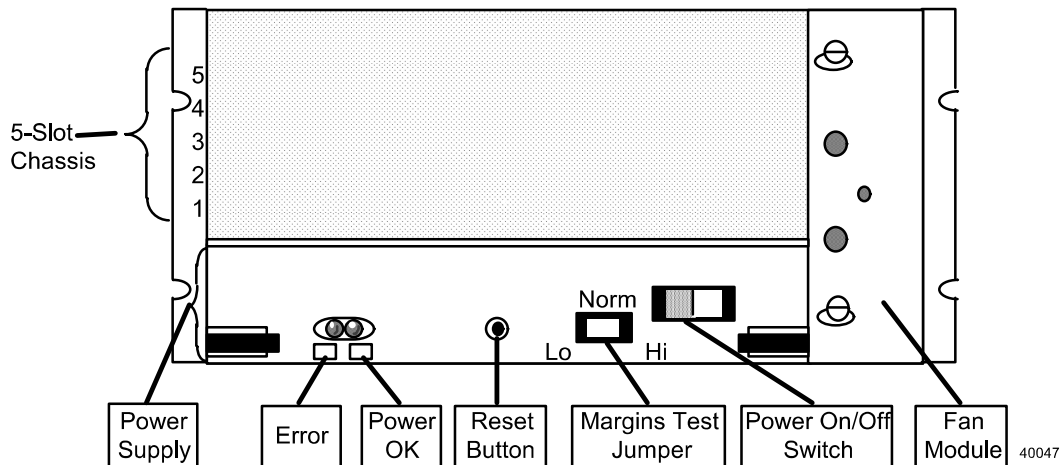 5
4
3
2
1
5-Slot
Chassis
Norm
Lo
Hi
Power
Supply
Error
Power
OK
Reset
Button
Margins Test
Jumper
Power On/Off
Switch
Fan
Module
40047